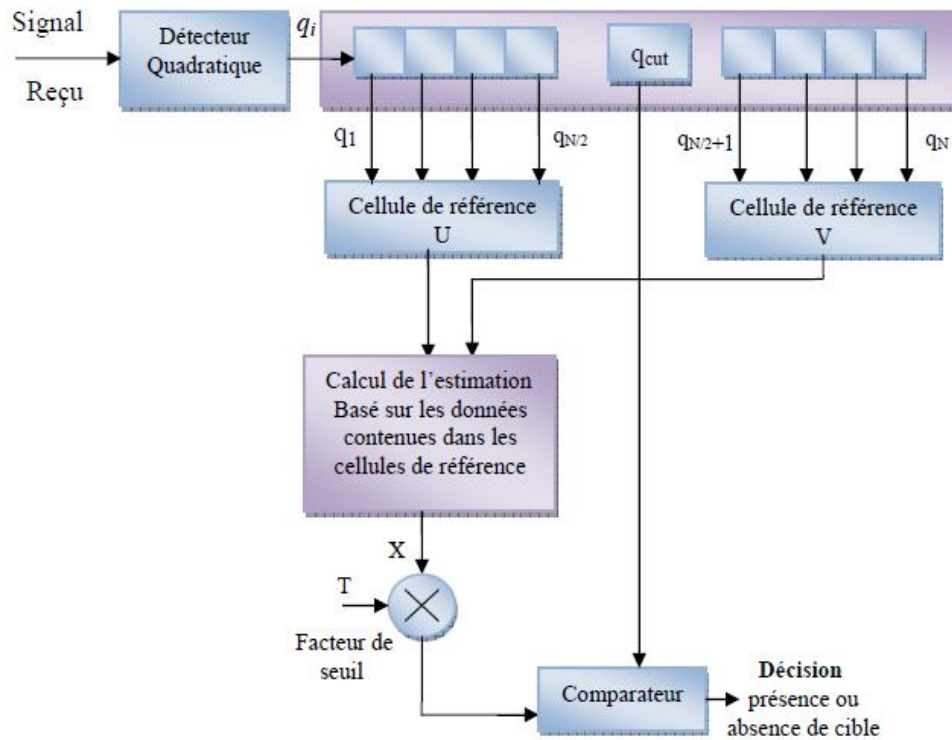 Signal
Reçu
Détecteur
Quadratique
qi
qcut
q1
qN/2
qN/2+1
qN
Cellule de référence
U
Cellule de référence
V
Calcul de l’estimation
Basé sur les données
contenues dans les
cellules de référence
X
T
Facteur de
seuil
Comparateur
Décision
présence ou
absence de cible